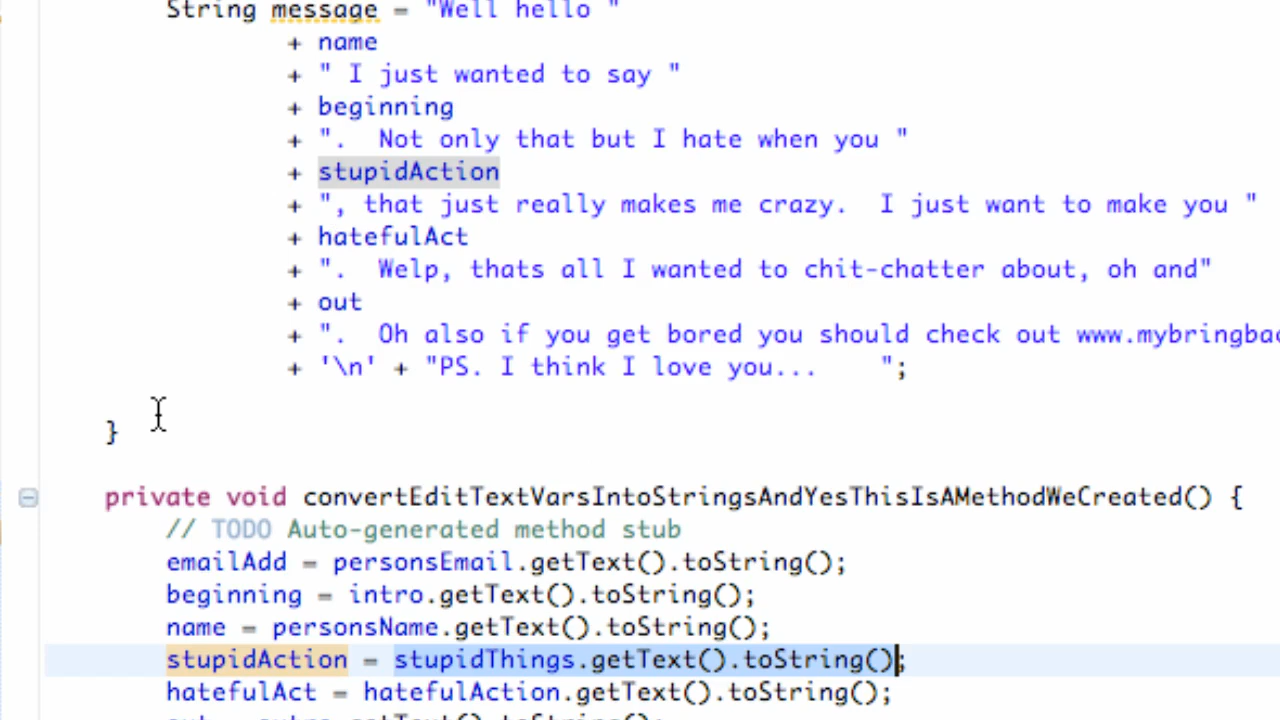 String message = "Well hello "
+ name
+ " I just wanted to say "
+ beginning
+ ".  Not only that but I hate when you "
+ stupidAction
+ ", that just really makes me crazy.  I just want to make you "
+ hatefulAct
+ ".  Welp, thats all I wanted to chit-chatter about, oh and"
+ out
+ ".  Oh also if you get bored you should check out
+ '\n' + "PS. I think I love you...    ";
}
private void convertEditTextVarsIntoStringsAndYesThisIsAMethodWeCreated() {
// TODO Auto-generated method stub
emailAdd = personsEmail.getText().toString();
beginning = intro.getText().toString();
name = personsName.getText().toString();
stupidAction = stupidThings.getText().toString();
hatefulAct = hatefulAction.getText().toString();